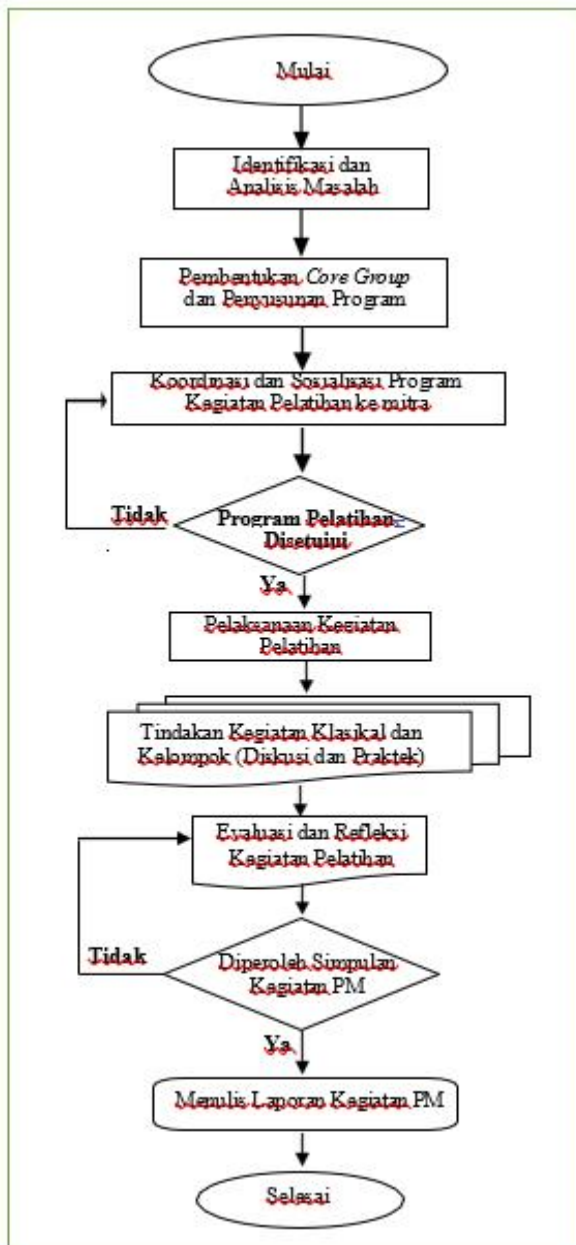 Mulai
Identifikasi dan
Analisis Masalah
Pembentukan Core Group
dan Penyusunan Program
Koordinasi dan Sosialisasi Program
Kegiatan Pelatihan ke mitra
Tidak
Program Pelatihan
Disetujui
Ya
Pelaksanaan Kegiatan
Pelatihan
Tindakan Kegiatan Klasikal dan
Kelompok (Diskusi dan Praktek)
Evaluasi dan Refleksi
Kegiatan Pelatihan
Tidak
Diperoleh Simpulan
Kegiatan PM
Ya
Menulis Laporan Kegiatan PM
Selesai